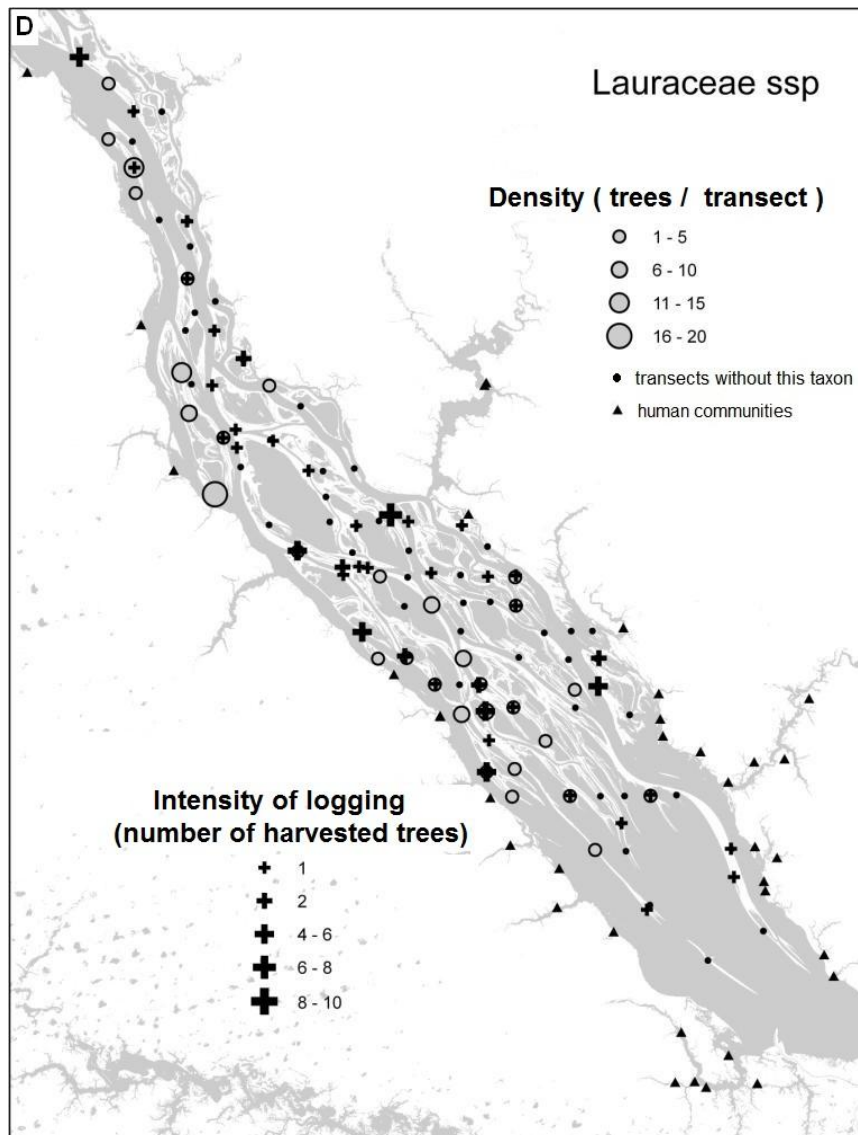 D
Lauraceae ssp
Density ( trees / transect )
1 - 5
6 - 10
11 - 15
16 - 20
transects without this taxon
human communities
Intensity of logging
(number of harvested trees)
1
2
4 - 6
6 - 8
8 - 10